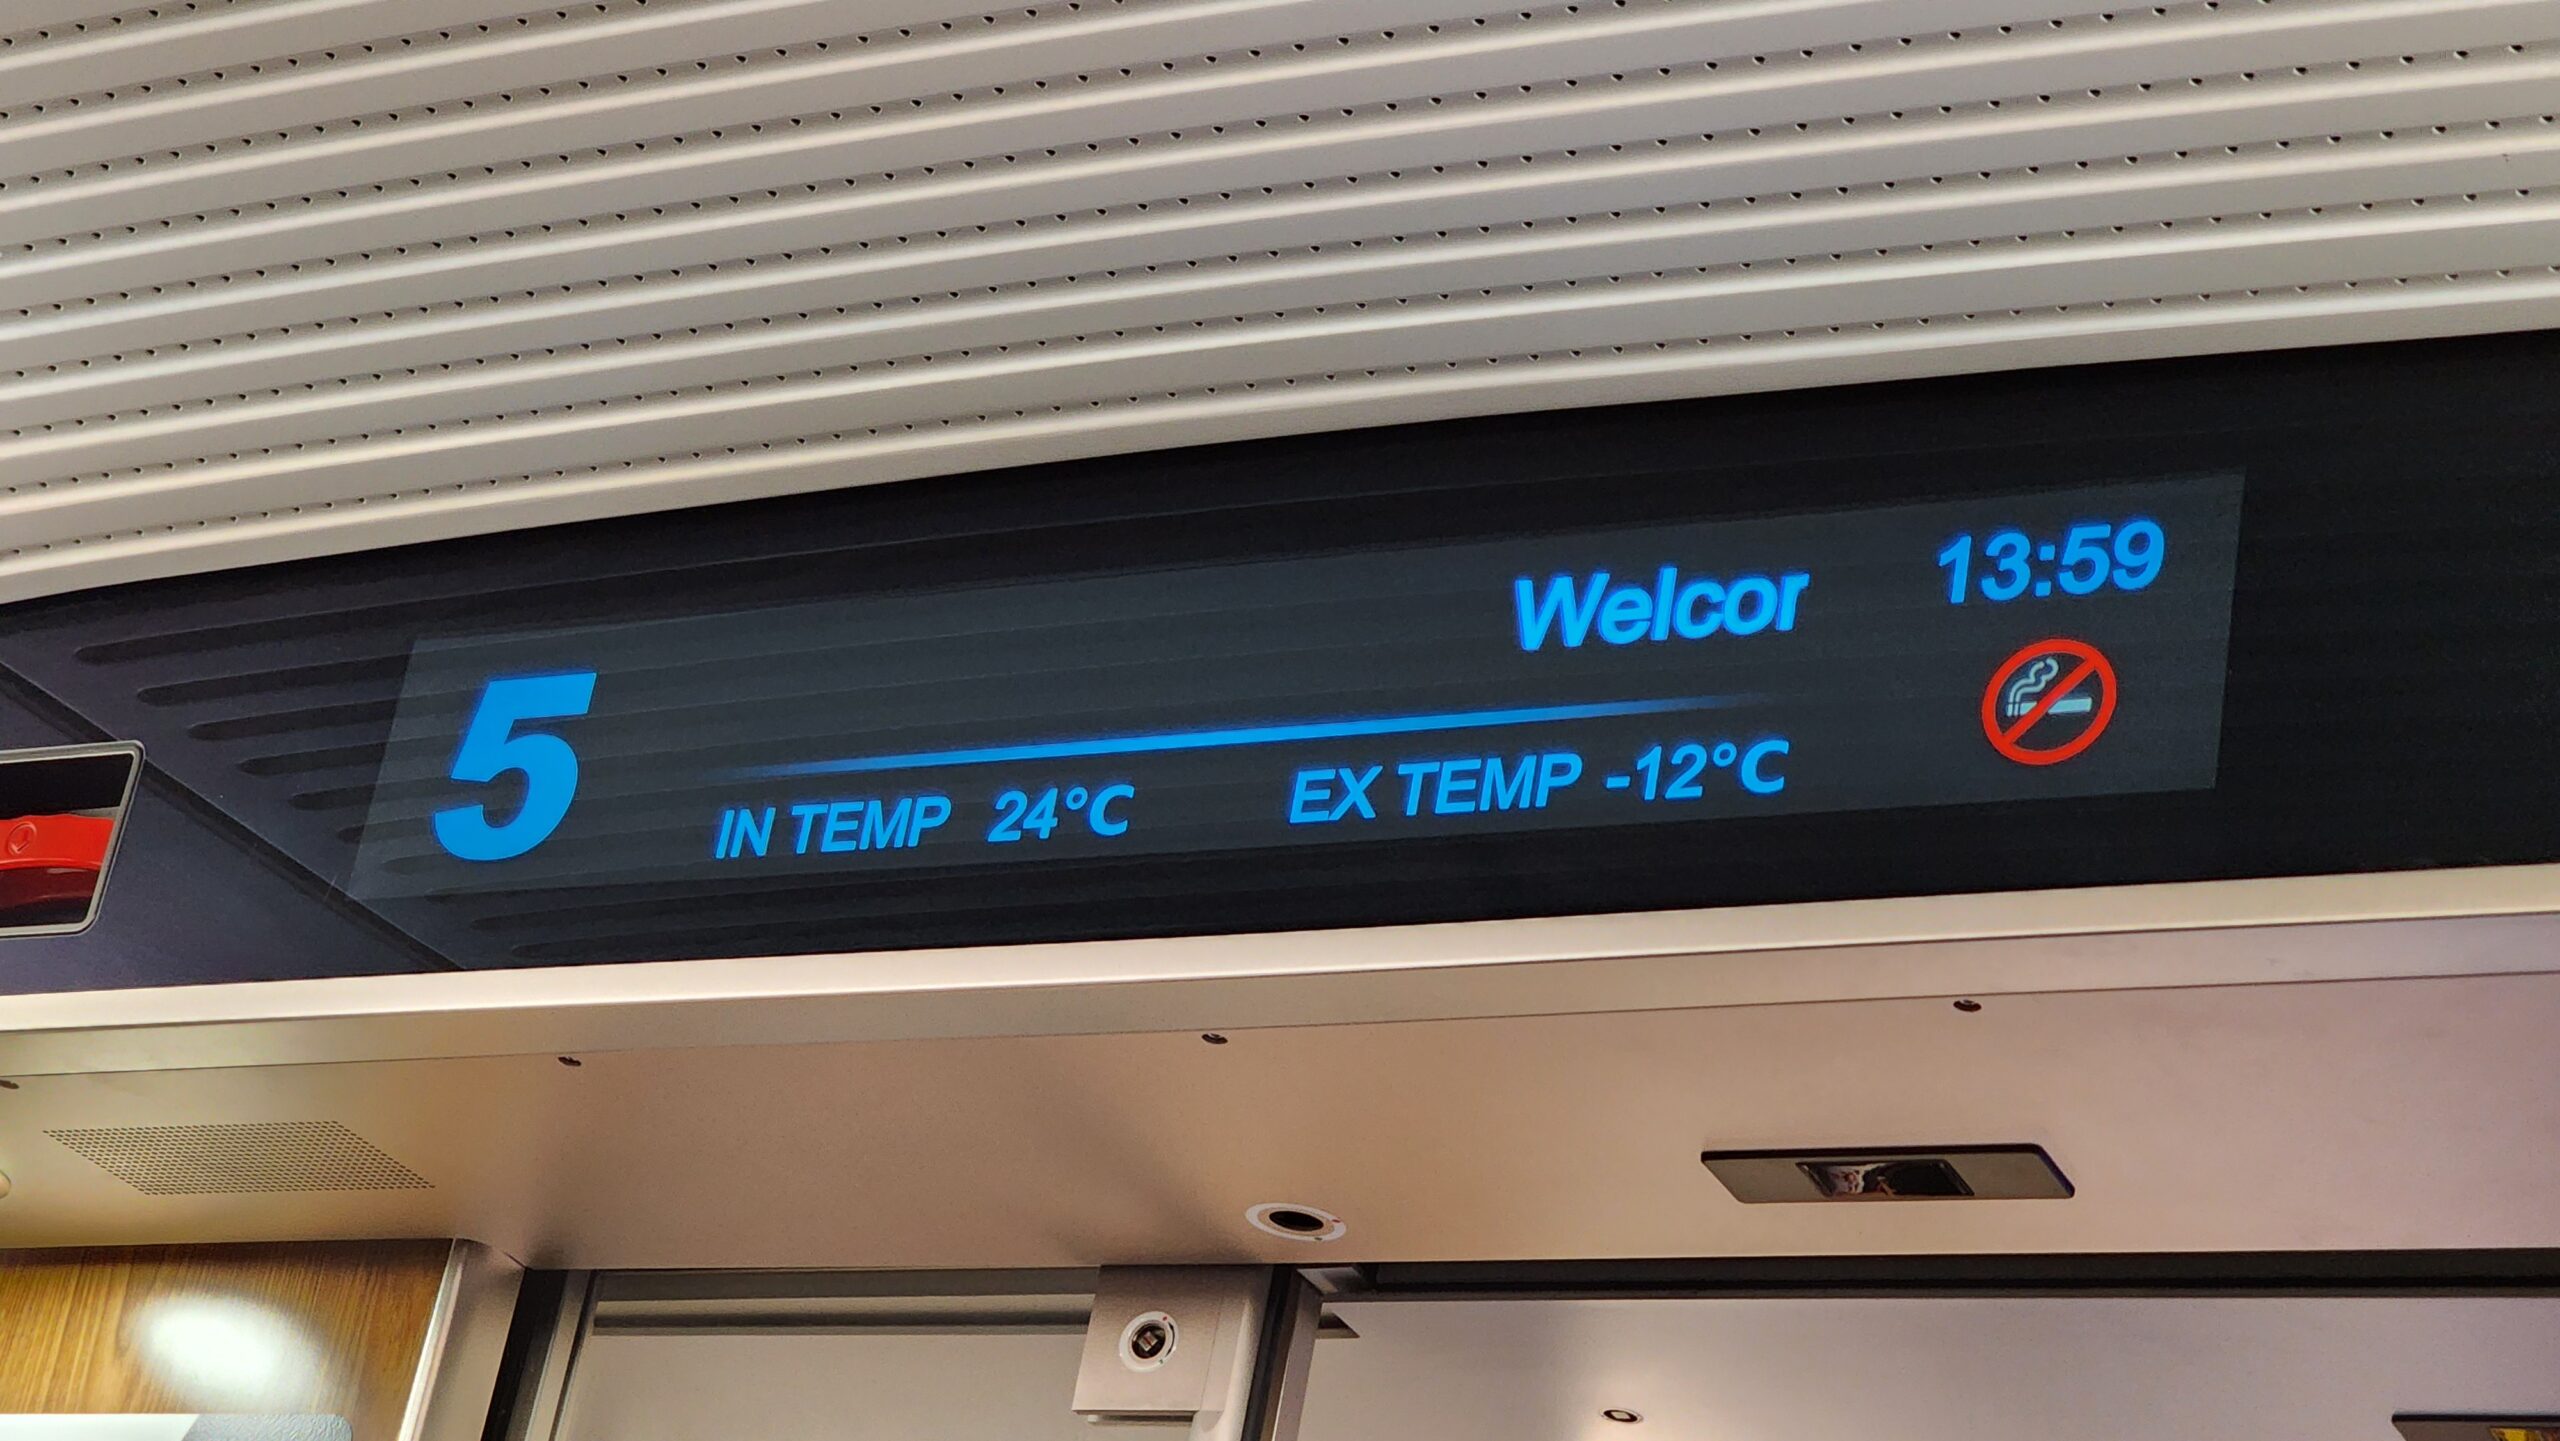 5
Welcor
13:59
IN TEMP 24°C
EX TEMP -12°C